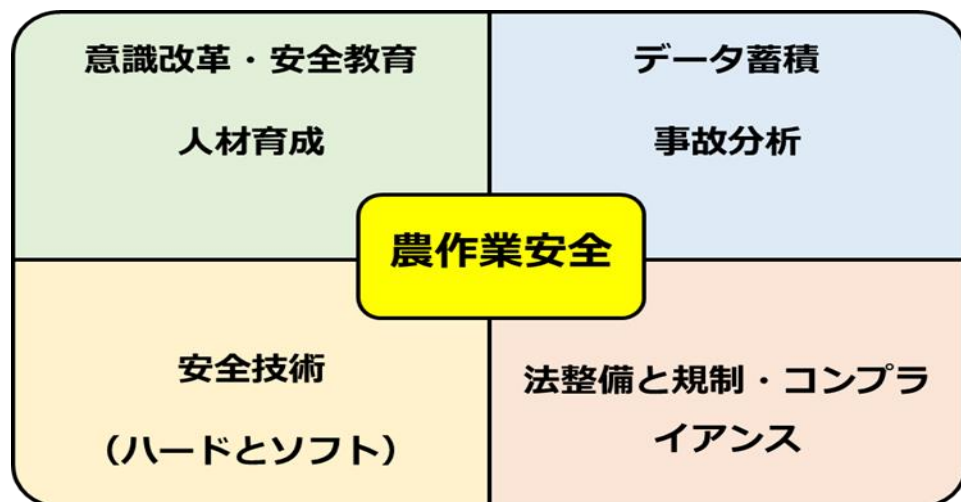 意識改革・安全教育
人材育成
データ蓄積
事故分析
農作業安全
安全技術
（ハードとソフト）
法整備と規制・コンプラ
イアンス